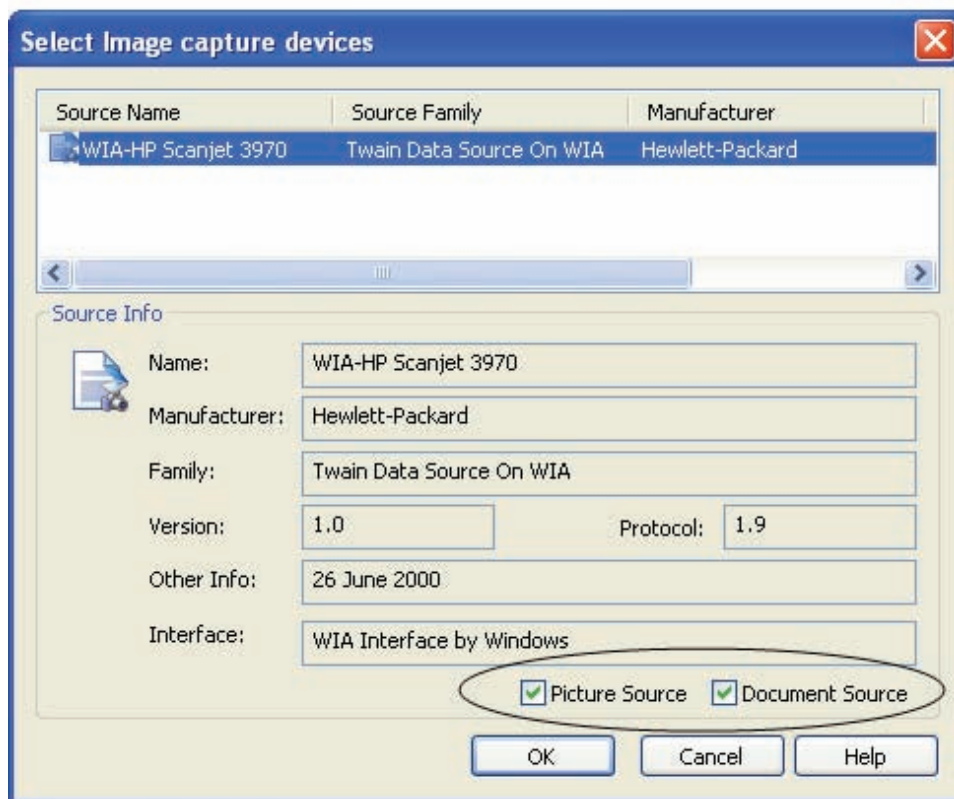 Select Image capture devices
Source Name Source Family Manufacturer
WIA-HP Scanjet 3970 Twain Data Source On WIA Hewlett-Packard
Source Info
Name: WIA-HP Scanjet 3970
Manufacturer: Hewlett-Packard
Family: Twain Data Source On WIA
Version: 1.0 Protocol: 1.9
Other Info: 26 June 2000
Interface: WIA Interface by Windows
Picture Source Document Source
OK Cancel Help